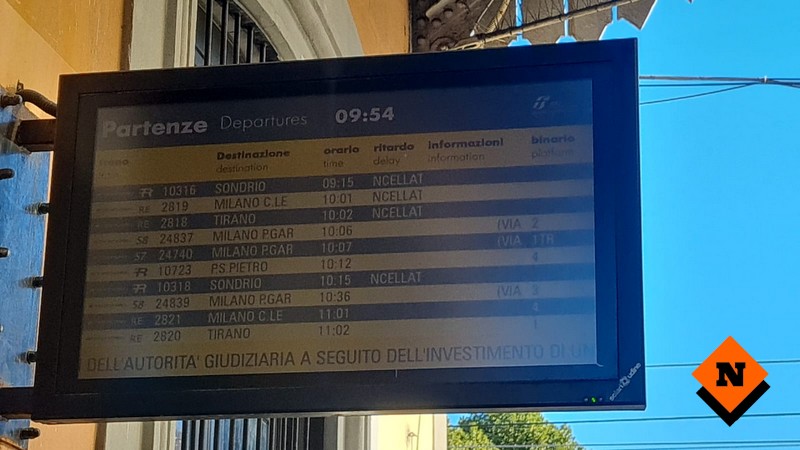 Partenze Departures 09:54
Destinazione orario ritardo informazioni binario
destination time delay information platform
R 10316 SONDRIO 09:15 NCELLAT
RE 2819 MILANO C.LE 10:01 NCELLAT
RE 2818 TIRANO 10:02 NCELLAT
S8 24837 MILANO P.GAR 10:06 (VIA 2
S7 24740 MILANO P.GAR 10:07 (VIA 1TR
R 10723 P.S.PIETRO 10:12 4
R 10318 SONDRIO 10:15 NCELLAT
S8 24839 MILANO P.GAR 10:36 (VIA 3
RE 2821 MILANO C.LE 11:01 4
RE 2820 TIRANO 11:02 1
DELL'AUTORITA' GIUDIZIARIA A SEGUITO DELL'INVESTIMENTO DI UN
N